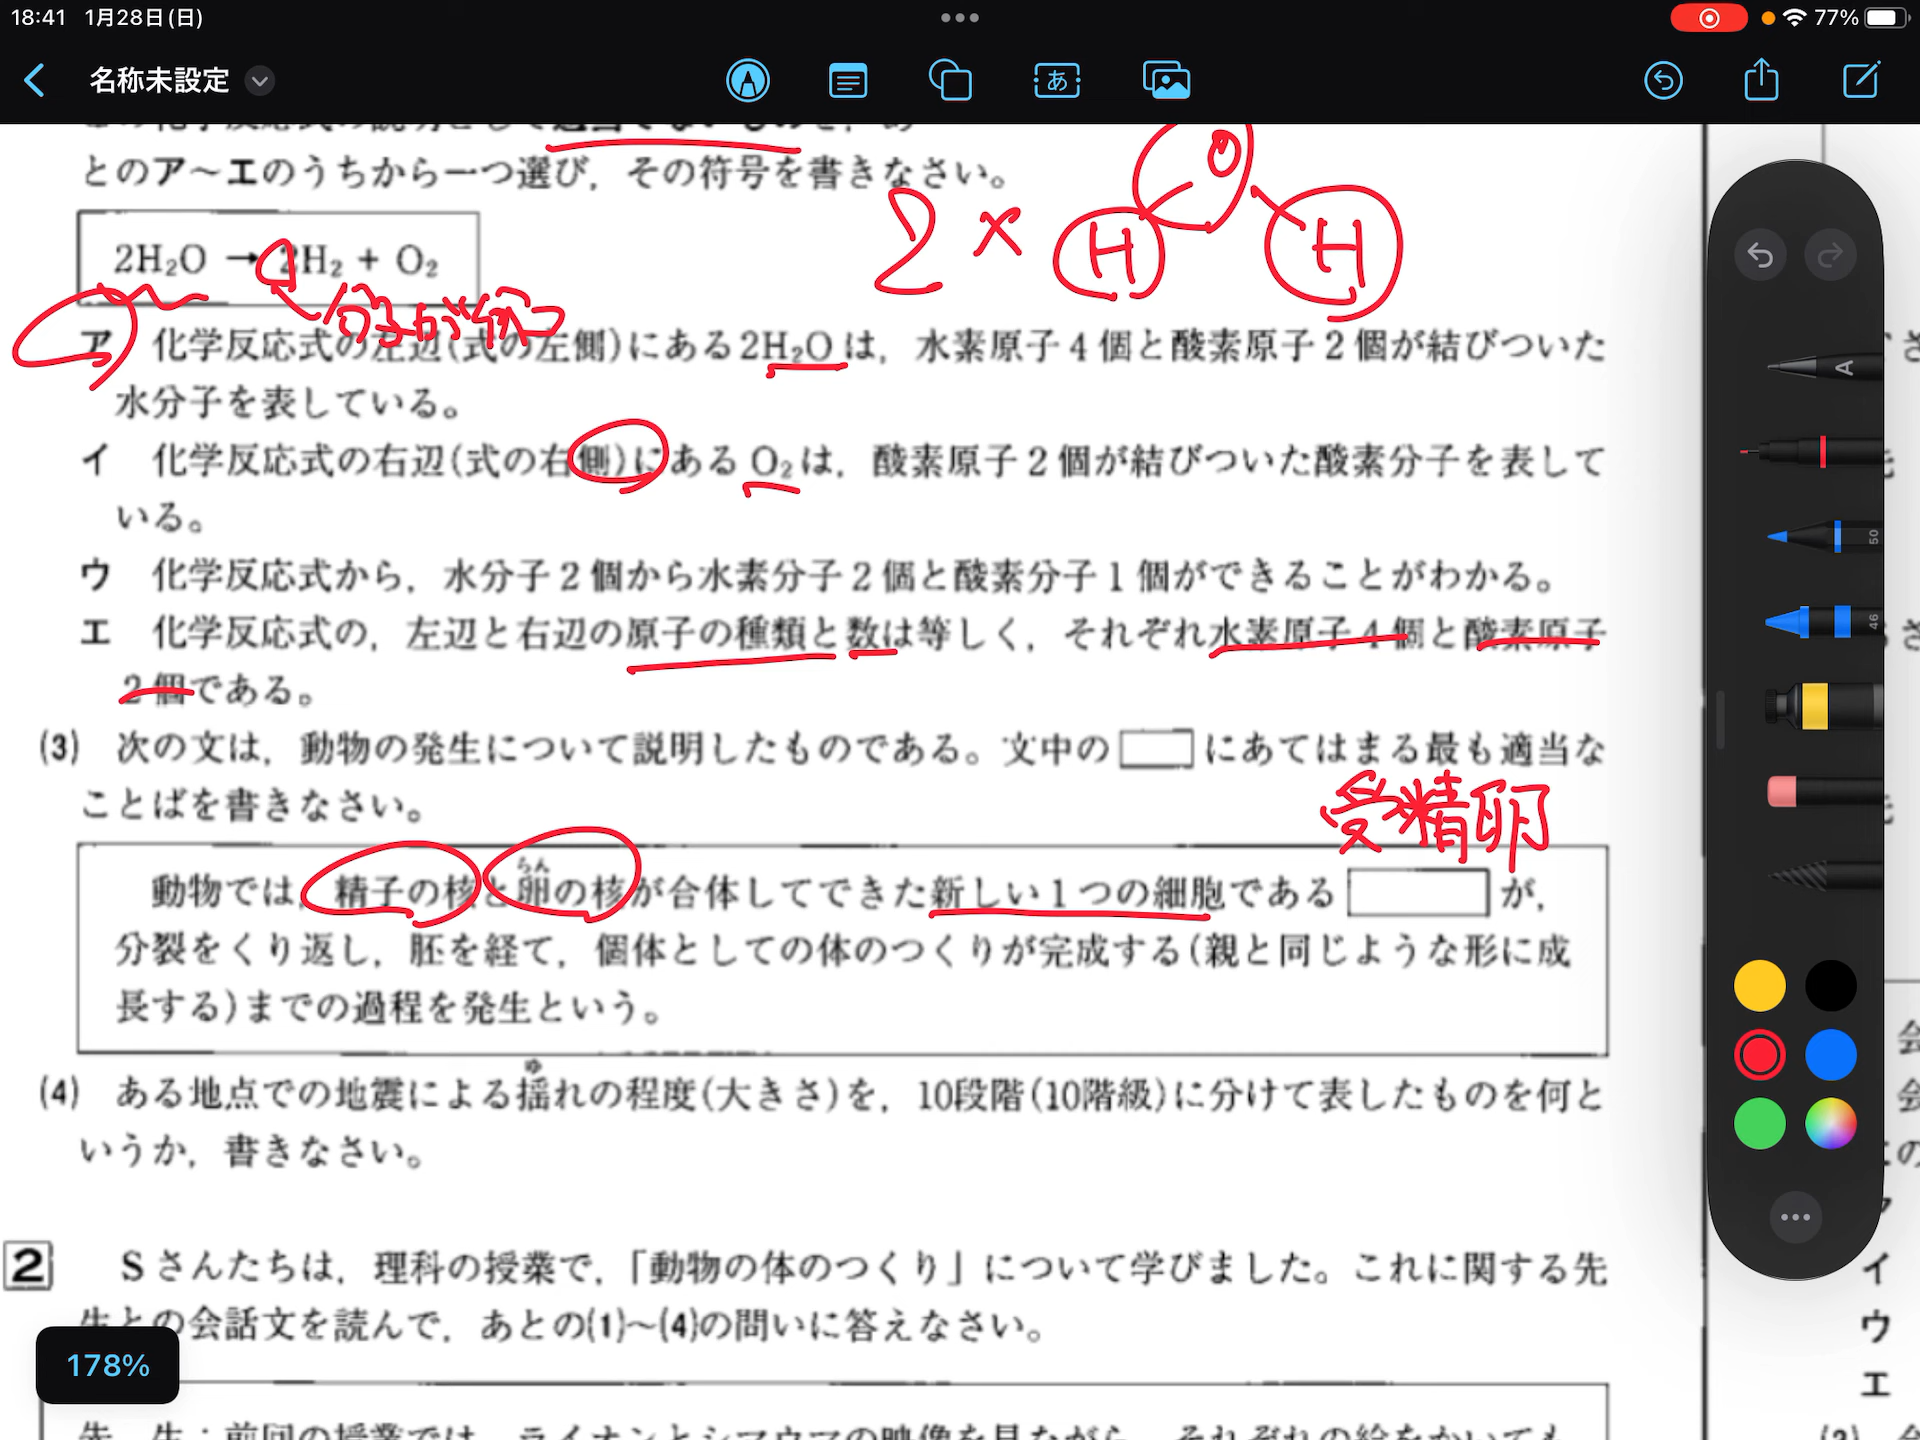 18:41 1月28日(日)
77%
名称未設定
とのア〜エのうちから一つ選び，その符号を書きなさい。
2H₂O → 2H₂ + O₂
2 × H O H
分子が
ア 化学反応式の左辺(式の左側)にある2H₂Oは，水素原子4個と酸素原子2個が結びついた
水分子を表している。
イ 化学反応式の右辺(式の右側)にある O₂は，酸素原子2個が結びついた酸素分子を表して
いる。
ウ 化学反応式から，水分子2個から水素分子2個と酸素分子1個ができることがわかる。
エ 化学反応式の，左辺と右辺の原子の種類と数は等しく，それぞれ水素原子4個と酸素原子
2個である。
(3) 次の文は，動物の発生について説明したものである。文中の にあてはまる最も適当な
ことばを書きなさい。
受精卵
らん
動物では，精子の核と卵の核が合体してできた新しい1つの細胞である が，
分裂をくり返し，胚を経て，個体としての体のつくりが完成する(親と同じような形に成
長する)までの過程を発生という。
ゆ
(4) ある地点での地震による揺れの程度(大きさ)を，10段階(10階級)に分けて表したものを何と
いうか，書きなさい。
2 Sさんたちは，理科の授業で，「動物の体のつくり」について学びました。これに関する先
生との会話文を読んで，あとの(1)〜(4)の問いに答えなさい。
178%
A
50
46
イ
ウ
エ